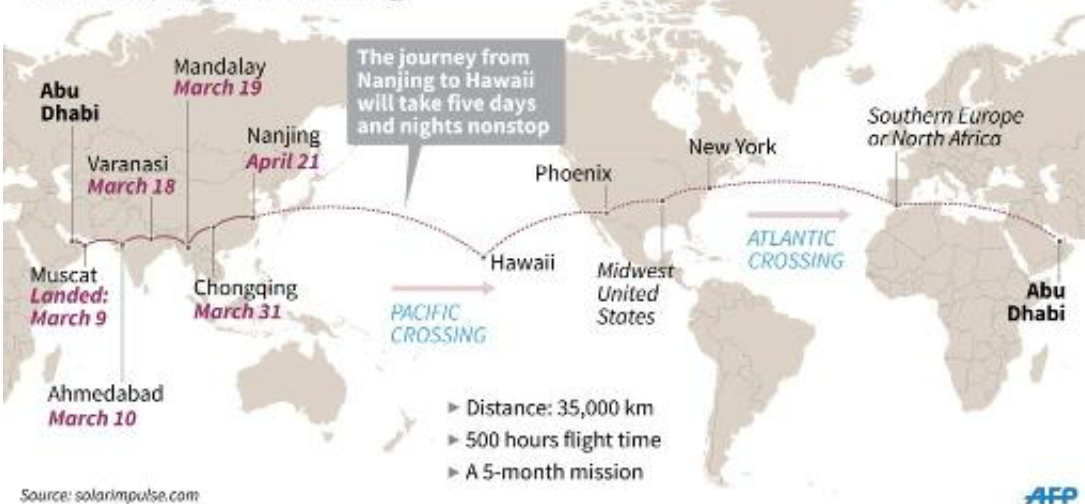 Abu
Dhabi
Mandalay
March 19
Varanasi
March 18
Nanjing
April 21
The journey from
Nanjing to Hawaii
will take five days
and nights nonstop
Muscat
Landed:
March 9
Ahmedabad
March 10
Chongqing
March 31
PACIFIC
CROSSING
Hawaii
Phoenix
Midwest
United
States
New York
ATLANTIC
CROSSING
Southern Europe
or North Africa
Abu
Dhabi
▸ Distance: 35,000 km
▸ 500 hours flight time
▸ A 5-month mission
Source: solarimpulse.com
AFP